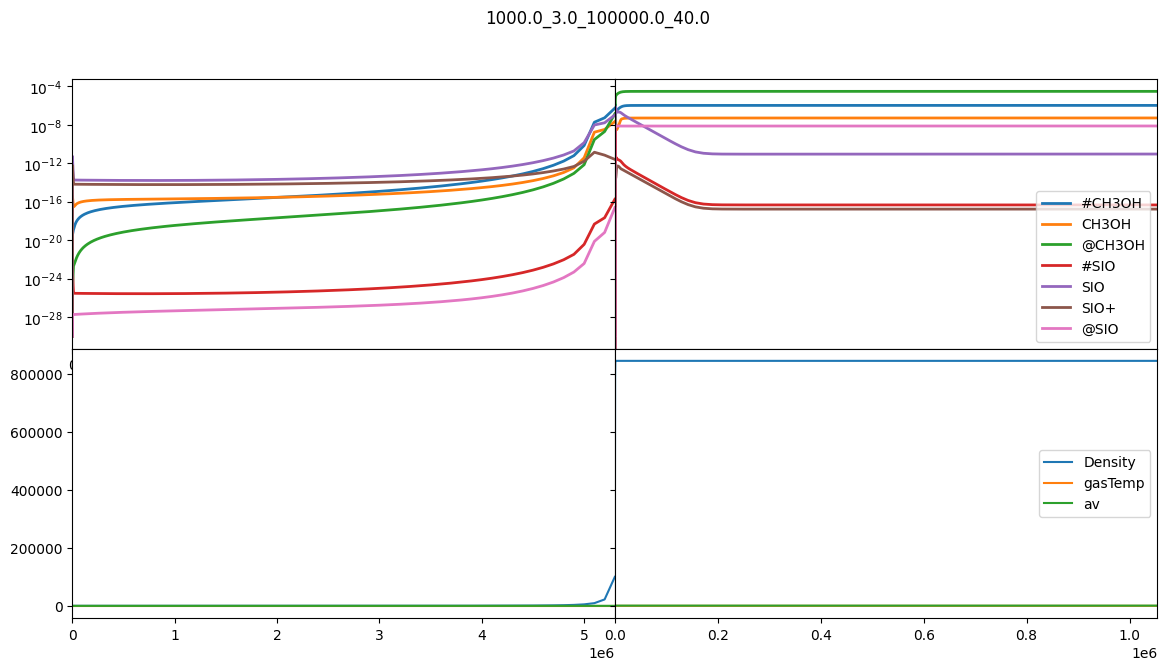 1000.0_3.0_100000.0_40.0
10⁻⁴
10⁻⁸
10⁻¹²
10⁻¹⁶
10⁻²⁰
10⁻²⁴
10⁻²⁸
#CH3OH
CH3OH
@CH3OH
#SIO
SIO
SIO+
@SIO
800000
600000
400000
200000
0
Density
gasTemp
av
0 1 2 3 4 5
1e6
0.0 0.2 0.4 0.6 0.8 1.0
1e6